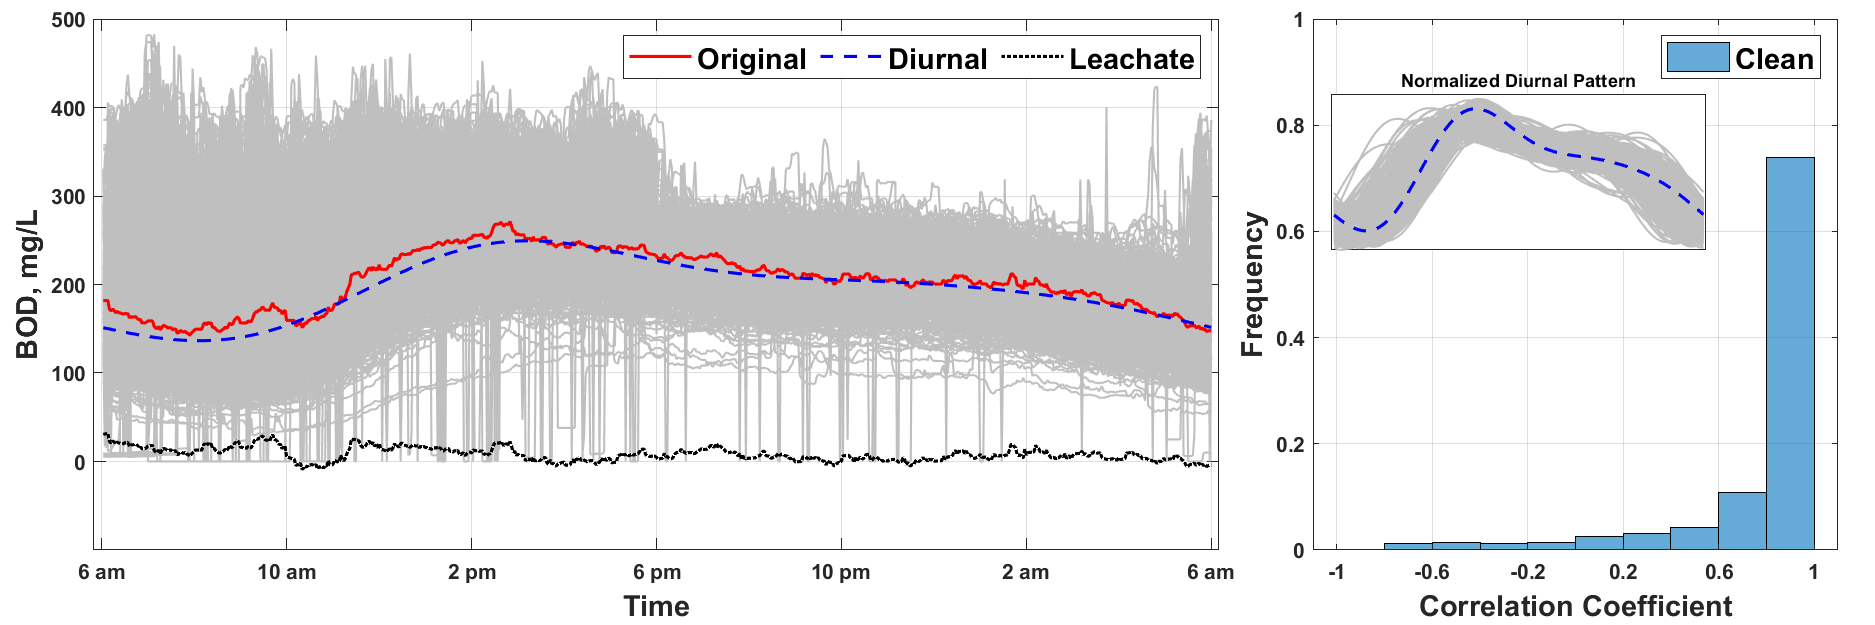 500
400
300
200
100
0
BOD, mg/L
Original Diurnal Leachate
6 am 10 am 2 pm 6 pm 10 pm 2 am 6 am
Time
1
0.8
0.6
0.4
0.2
0
Frequency
Clean
Normalized Diurnal Pattern
-1 -0.6 -0.2 0.2 0.6 1
Correlation Coefficient